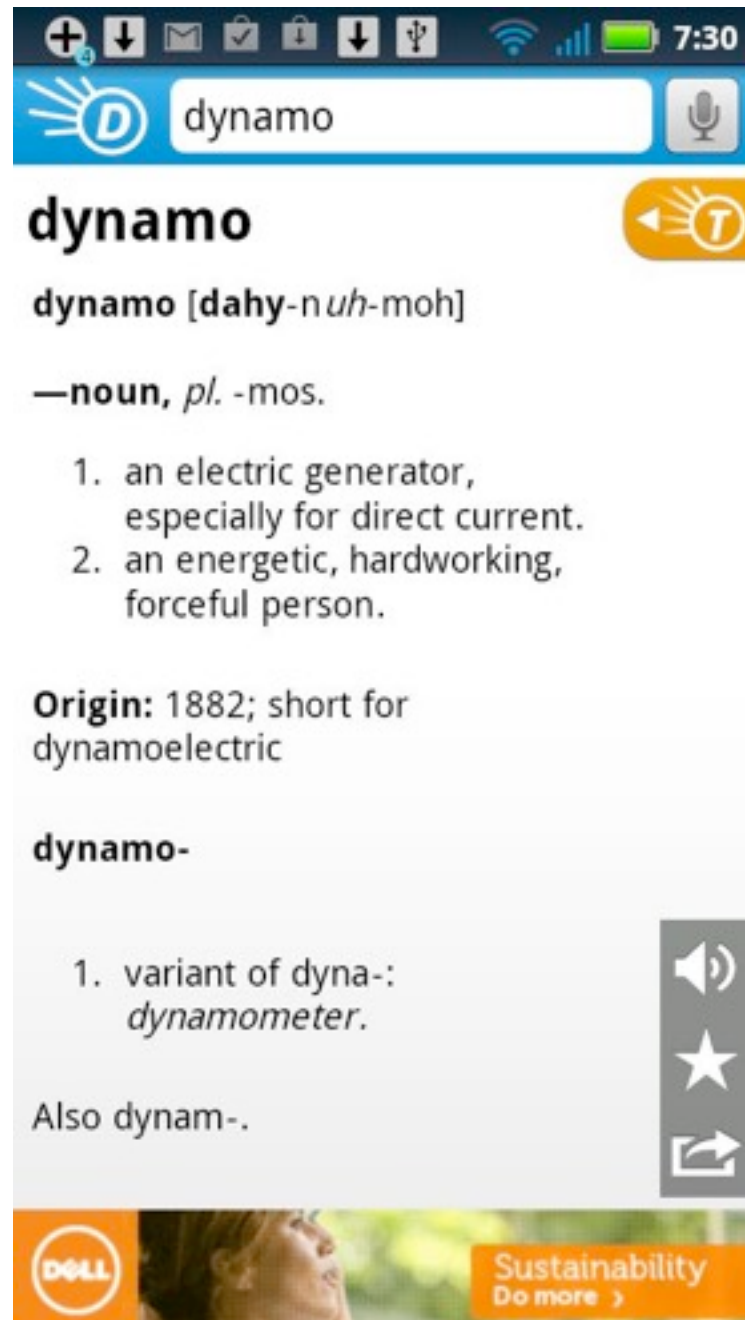 4
7:30
D
dynamo
dynamo
T
dynamo [dahy-nuh-moh]
—noun, pl. -mos.
1. an electric generator,
especially for direct current.
2. an energetic, hardworking,
forceful person.
Origin: 1882; short for
dynamoelectric
dynamo-
1. variant of dyna-:
dynamometer.
Also dynam-.
DELL
Sustainability
Do more >